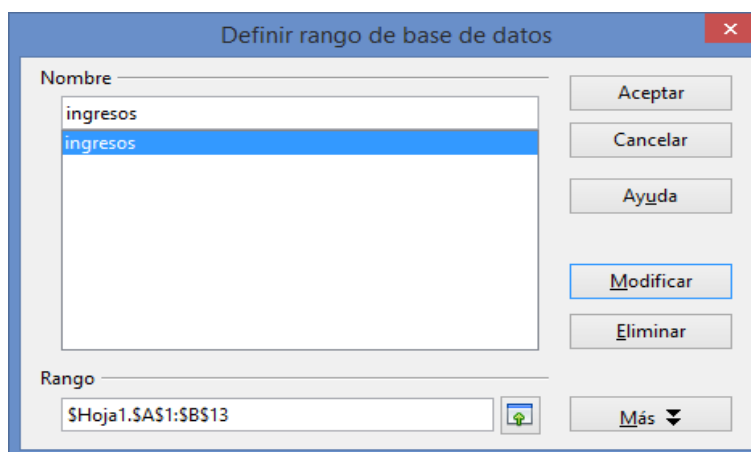 Definir rango de base de datos
Nombre
ingresos
ingresos
Aceptar
Cancelar
Ayuda
Modificar
Eliminar
Rango
$Hoja1.$A$1:$B$13
Más